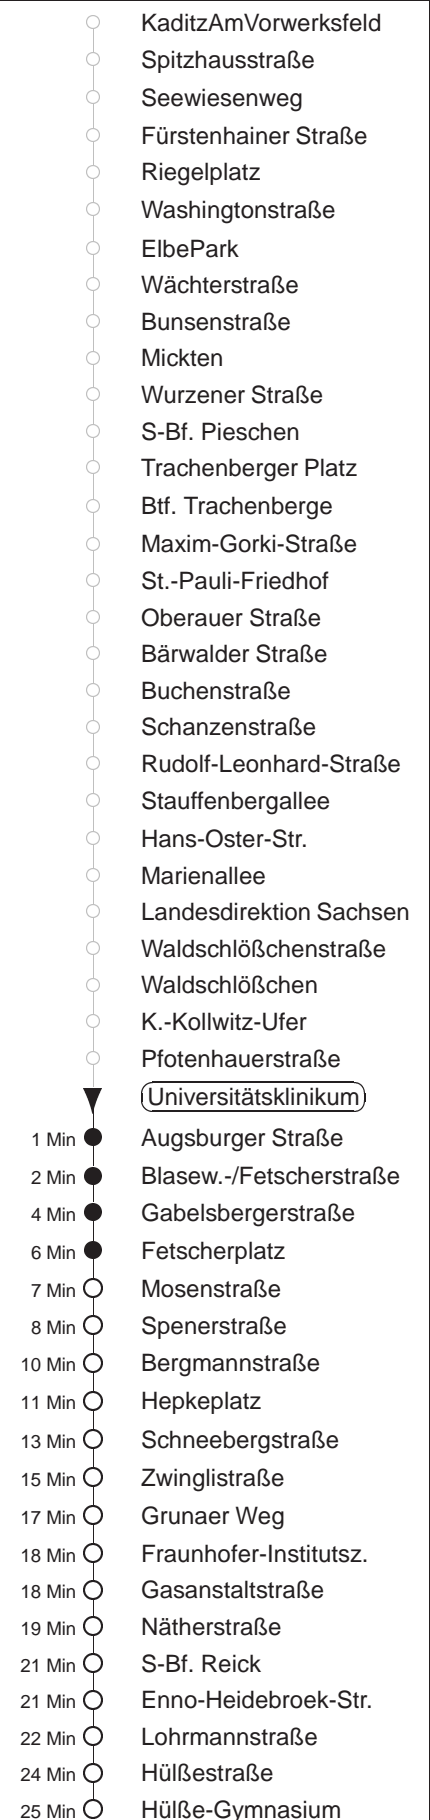 KaditzAmVorwerksfeld
Spitzhausstraße
Seewiesenweg
Fürstenhainer Straße
Riegelplatz
Washingtonstraße
ElbePark
Wächterstraße
Bunsenstraße
Mickten
Wurzener Straße
S-Bf. Pieschen
Trachenberger Platz
Btf. Trachenberge
Maxim-Gorki-Straße
St.-Pauli-Friedhof
Oberauer Straße
Bärwalder Straße
Buchenstraße
Schanzenstraße
Rudolf-Leonhard-Straße
Stauffenbergallee
Hans-Oster-Str.
Marienallee
Landesdirektion Sachsen
Waldschlößchenstraße
Waldschlößchen
K.-Kollwitz-Ufer
Pfotenhauerstraße
Universitätsklinikum
1 Min Augsburger Straße
2 Min Blasew.-/Fetscherstraße
4 Min Gabelsbergerstraße
6 Min Fetscherplatz
7 Min Mosenstraße
8 Min Spenerstraße
10 Min Bergmannstraße
11 Min Hepkeplatz
13 Min Schneebergstraße
15 Min Zwinglistraße
17 Min Grunaer Weg
18 Min Fraunhofer-Institutsz.
18 Min Gasanstaltstraße
19 Min Nätherstraße
21 Min S-Bf. Reick
21 Min Enno-Heidebroek-Str.
22 Min Lohrmannstraße
24 Min Hülßestraße
25 Min Hülße-Gymnasium